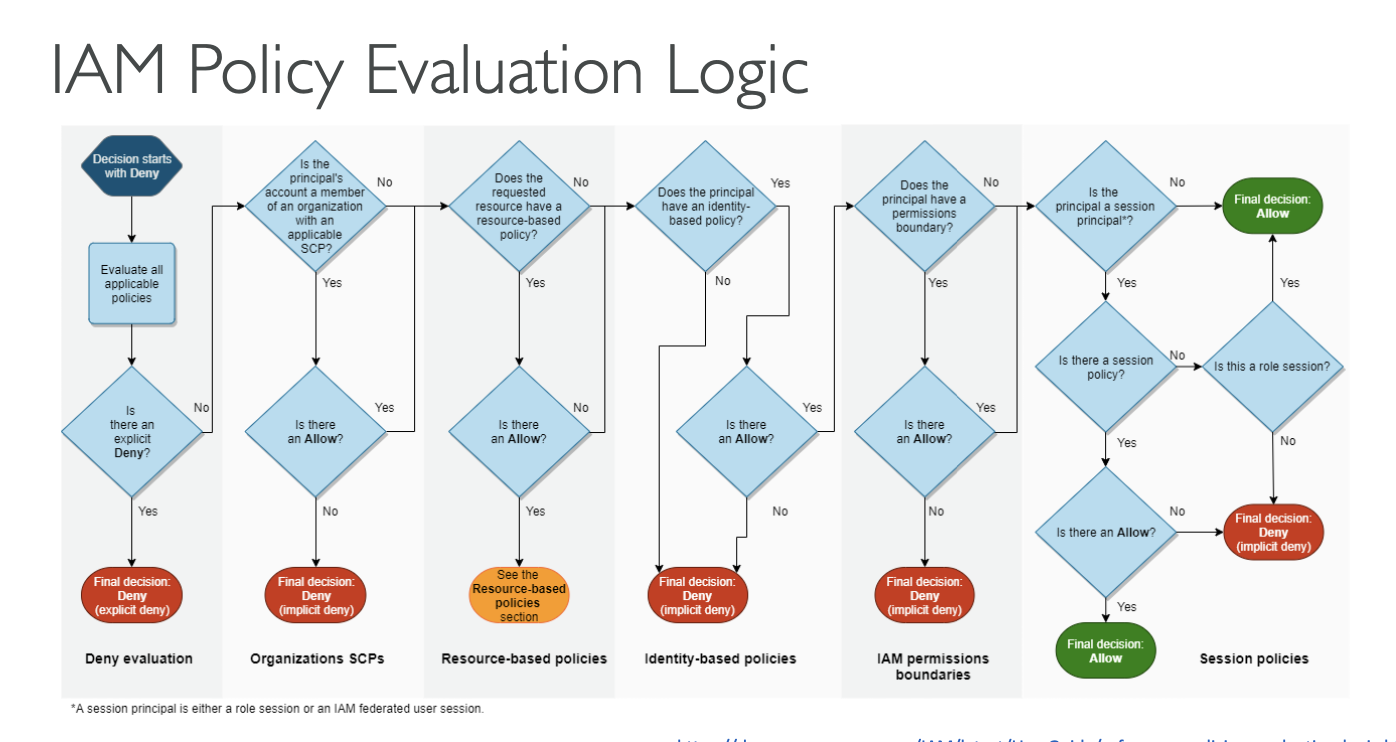 IAM Policy Evaluation Logic
Decision starts
with Deny
Evaluate all
applicable
policies
Is
there an
explicit
Deny?
No
Yes
Final decision:
Deny
(explicit deny)
Deny evaluation
Is the
principal's
account a member
of an organization
with an
applicable
SCP?
No
Yes
Is there
an Allow?
Yes
No
Final decision:
Deny
(implicit deny)
Organizations SCPs
Does the
requested
resource have a
resource-based
policy?
No
Yes
Is there
an Allow?
No
Yes
See the
Resource-based
policies
section
Resource-based policies
Does the principal
have an identity-
based policy?
Yes
No
Is there
an Allow?
Yes
No
Final decision:
Deny
(implicit deny)
Identity-based policies
Does the
principal have a
permissions
boundary?
No
Yes
Is there
an Allow?
Yes
No
Final decision:
Deny
(implicit deny)
IAM permissions
boundaries
Is the
principal a session
principal*?
No
Final decision:
Allow
Yes
Is there a session
policy?
No
Is this a role session?
Yes
No
Yes
Is there an Allow?
No
Final decision:
Deny
(implicit deny)
Yes
Final decision:
Allow
Session policies
*A session principal is either a role session or an IAM federated user session.